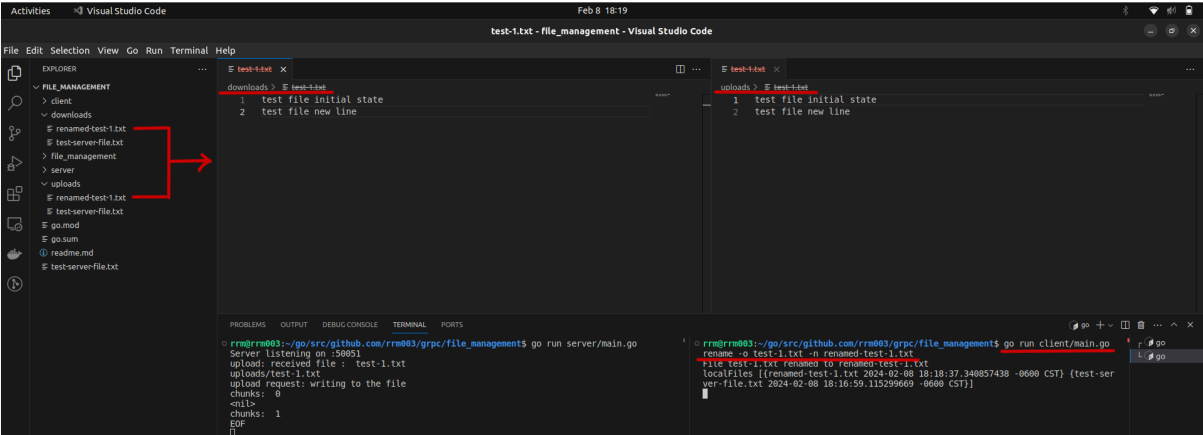 Activities Visual Studio Code Feb 8 18:19
test-1.txt - file_management - Visual Studio Code
File Edit Selection View Go Run Terminal Help
EXPLORER ...
FILE_MANAGEMENT
> client
downloads
renamed-test-1.txt
test-server-file.txt
> file_management
> server
uploads
renamed-test-1.txt
test-server-file.txt
go.mod
go.sum
readme.md
test-server-file.txt
test-1.txt
downloads > test-1.txt
1 test file initial state
2 test file new line
test-1.txt
uploads > test-1.txt
1 test file initial state
2 test file new line
PROBLEMS OUTPUT DEBUG CONSOLE TERMINAL PORTS
go
rrm@rrm003:~/go/src/github.com/rrm003/grpc/file_management$ go run server/main.go
Server listening on :50051
upload: received file : test-1.txt
uploads/test-1.txt
upload request: writing to the file
chunks: 0
<nil>
chunks: 1
EOF
rrm@rrm003:~/go/src/github.com/rrm003/grpc/file_management$ go run client/main.go
rename -o test-1.txt -n renamed-test-1.txt
File test-1.txt renamed to renamed-test-1.txt
localFiles [{renamed-test-1.txt 2024-02-08 18:18:37.340857438 -0600 CST} {test-ser
ver-file.txt 2024-02-08 18:16:59.115299669 -0600 CST}]
go
go